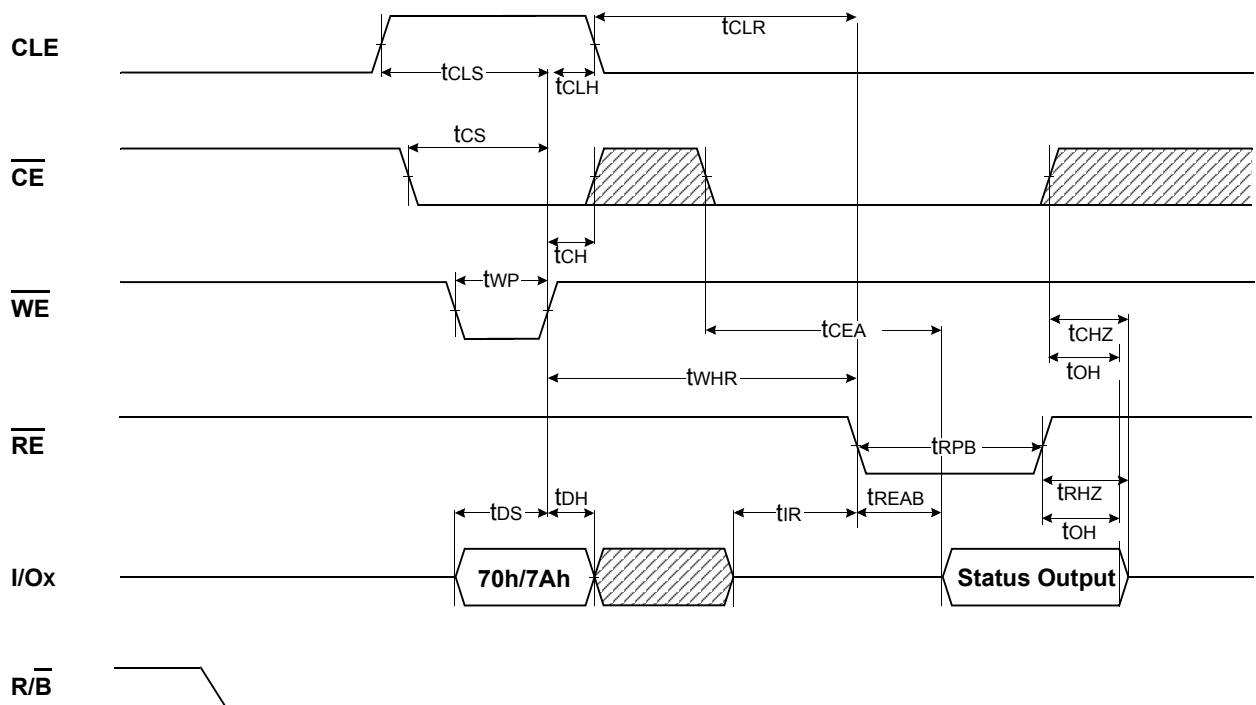 CLE
tCLR
tCLS
tCLH
tCS
CE
tCH
WE
tWP
tCEA
tCHZ
tWHR
tOH
RE
tRPB
tDH
tREAB
tRHZ
tDS
tIR
tOH
I/Ox
70h/7Ah
Status Output
R/B